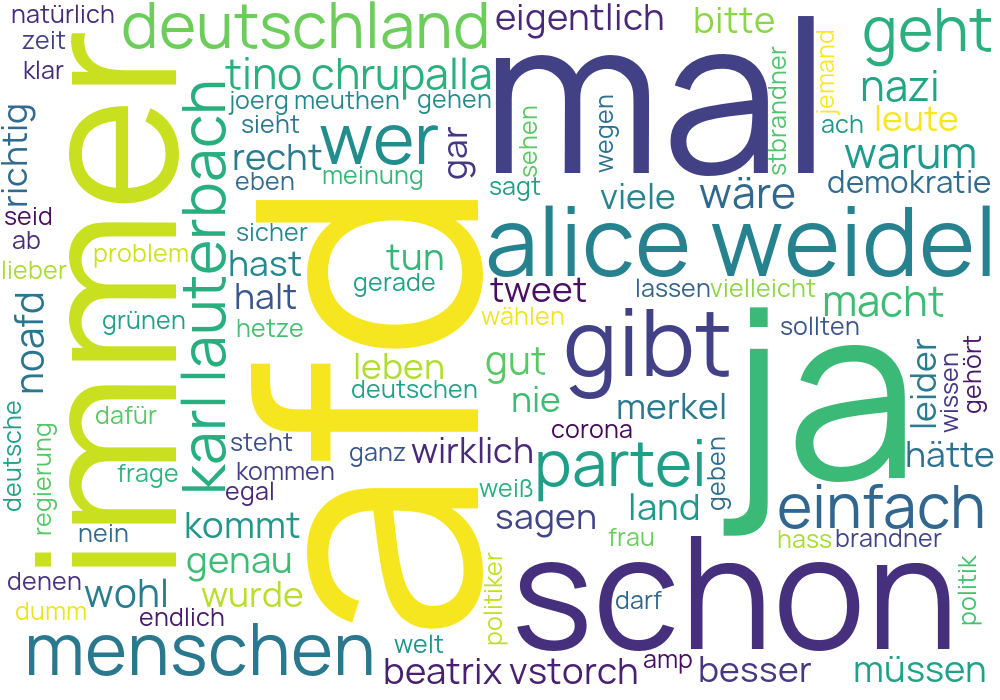 natürlich
deutschland
eigentlich
bitte
geht
zeit
klar
immer
tino chrupalla
mal
jemand
nazi
joerg meuthen
gehen
sieht
wer
gar
sehen
wegen
stbrandner
ach
leute
richtig
karl lauterbach
recht
eben
meinung
sagt
viele
wäre
warum
demokratie
seid
ab
lieber
problem
sicher
hast
tun
gerade
afd
alice weidel
halt
tweet
lassen
vielleicht
macht
noafd
grünen
hetze
wählen
gibt
ja
sollten
leben
deutschen
gut
nie
merkel
leider
wissen
gehört
deutsche
regierung
dafür
steht
ganz
wirklich
corona
partei
geben
hätte
frage
kommen
egal
weiß
sagen
land
einfach
nein
kommt
genau
frau
hass
brandner
denen
dumm
wohl
wurde
endlich
politiker
schon
darf
politik
menschen
welt
beatrix vstorch
amp
besser
müssen